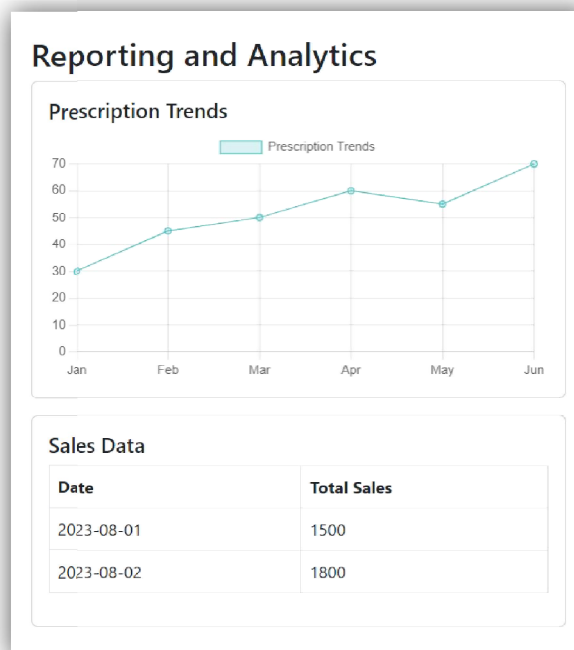 Reporting and Analytics
Prescription Trends
Prescription Trends
70
60
50
40
30
20
10
0
Jan Feb Mar Apr May Jun
Sales Data
Date Total Sales
2023-08-01 1500
2023-08-02 1800